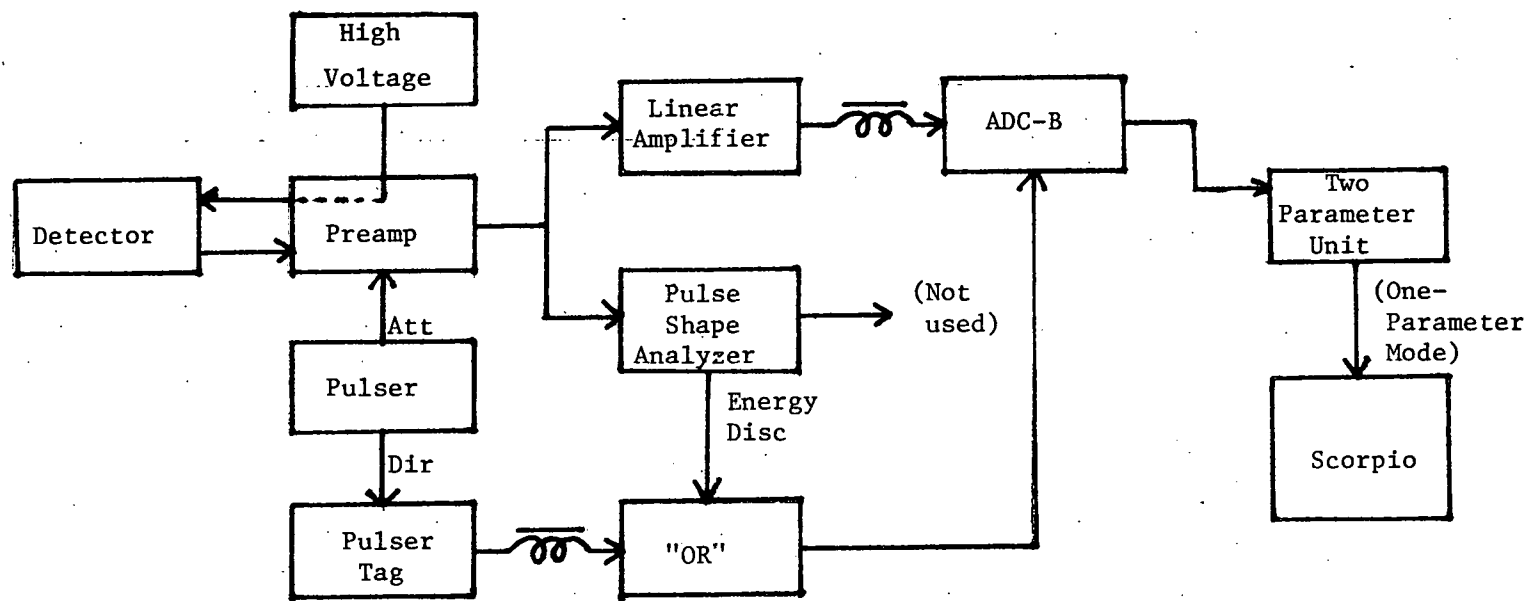 High
Voltage
Linear
Amplifier
ADC-B
Detector
Preamp
Two
Parameter
Unit
Pulse
Shape
Analyzer
(Not
used)
(One-
Parameter
Mode)
Att
Pulser
Energy
Disc
Dir
Scorpio
Pulser
Tag
"OR"